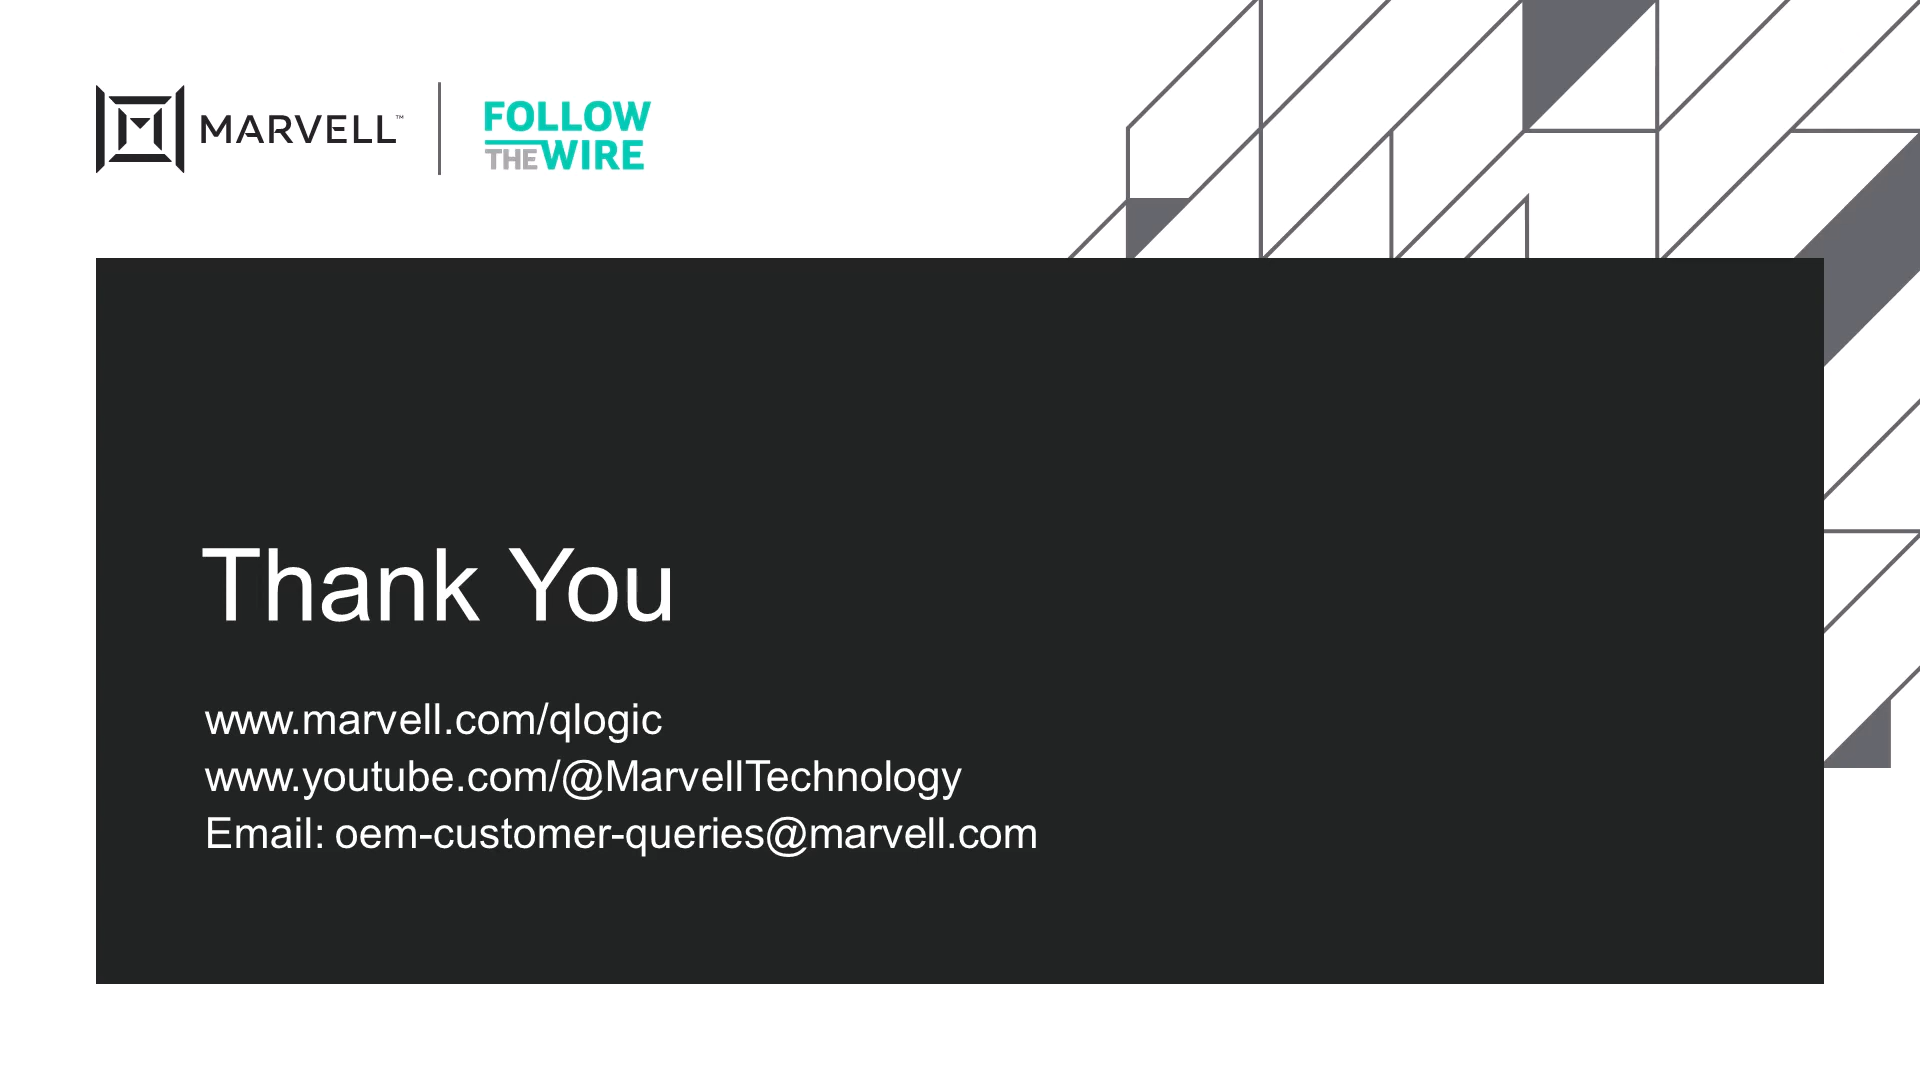 MARVELL™
FOLLOW
THE WIRE
Thank You
www.marvell.com/qlogic
www.youtube.com/@MarvellTechnology
Email: oem-customer-queries@marvell.com